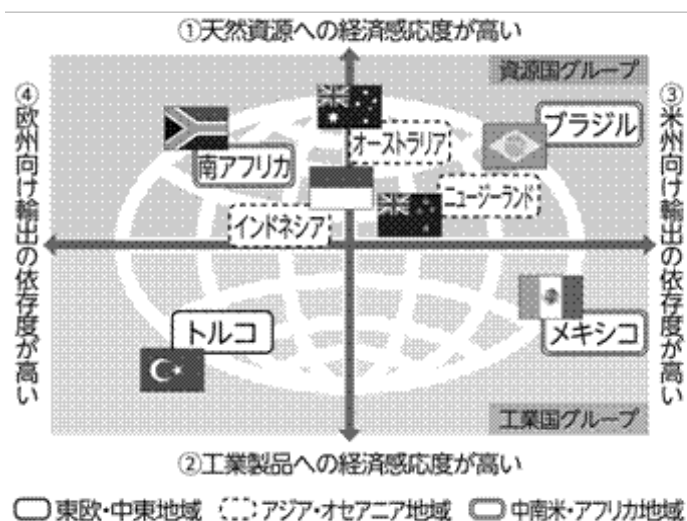 ①天然資源への経済感応度が高い
資源国グループ
④欧州向け輸出の依存度が高い
③米州向け輸出の依存度が高い
オーストラリア
ブラジル
南アフリカ
ニュージーランド
インドネシア
トルコ
メキシコ
工業国グループ
②工業製品への経済感応度が高い
東欧・中東地域 アジア・オセアニア地域 中南米・アフリカ地域